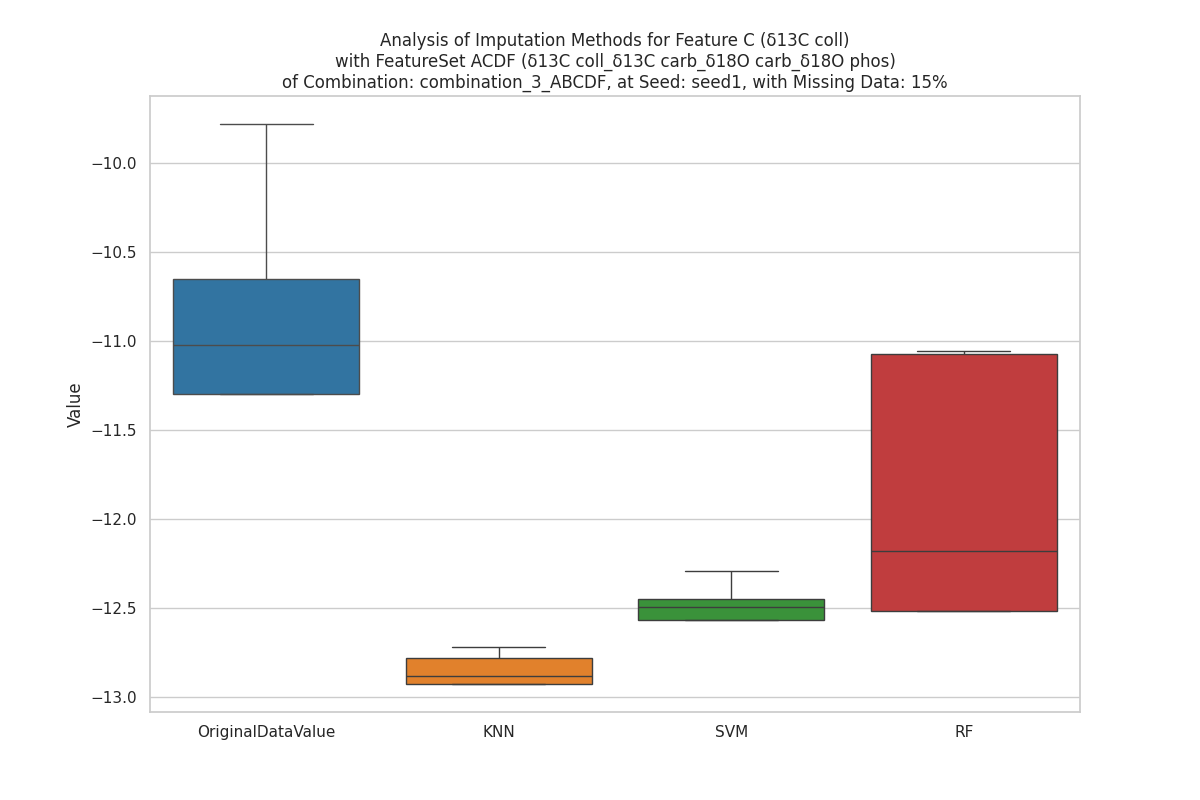 Analysis of Imputation Methods for Feature C (δ13C coll)
with FeatureSet ACDF (δ13C coll_δ13C carb_δ18O carb_δ18O phos)
of Combination: combination_3_ABCDF, at Seed: seed1, with Missing Data: 15%
Value
−10.0
−10.5
−11.0
−11.5
−12.0
−12.5
−13.0
OriginalDataValue
KNN
SVM
RF